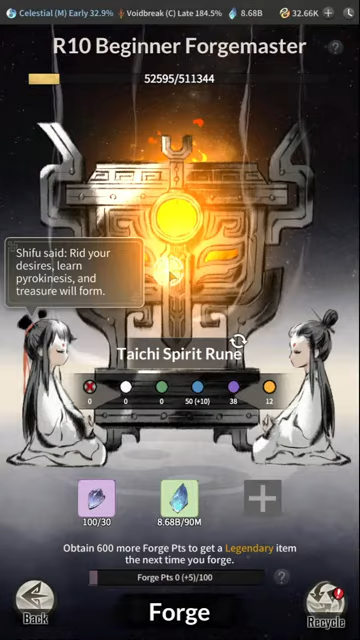 Celestial (M) Early 32.9% Voidbreak (C) Late 184.5% 8.68B 32.66K +
R10 Beginner Forgemaster ?
52595/511344
Shifu said: Rid your
desires, learn
pyrokinesis, and
treasure will form.
Taichi Spirit Rune
0 0 0 50 (+10) 38 12
100/30 8.68B/90M
Obtain 600 more Forge Pts to get a Legendary item
the next time you forge.
Forge Pts 0 (+5)/100 ?
Back Forge Recycle